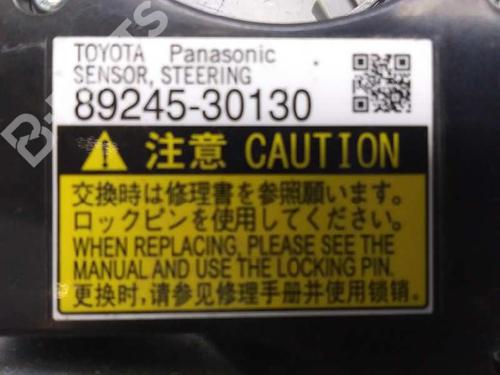 TOYOTA Panasonic
SENSOR, STEERING
89245-30130
注意 CAUTION
交換時は修理書を参照願います。
ロックピンを使用してください。
WHEN REPLACING, PLEASE SEE THE
MANUAL AND USE THE LOCKING PIN.
更换时,请参见修理手册并使用锁销.